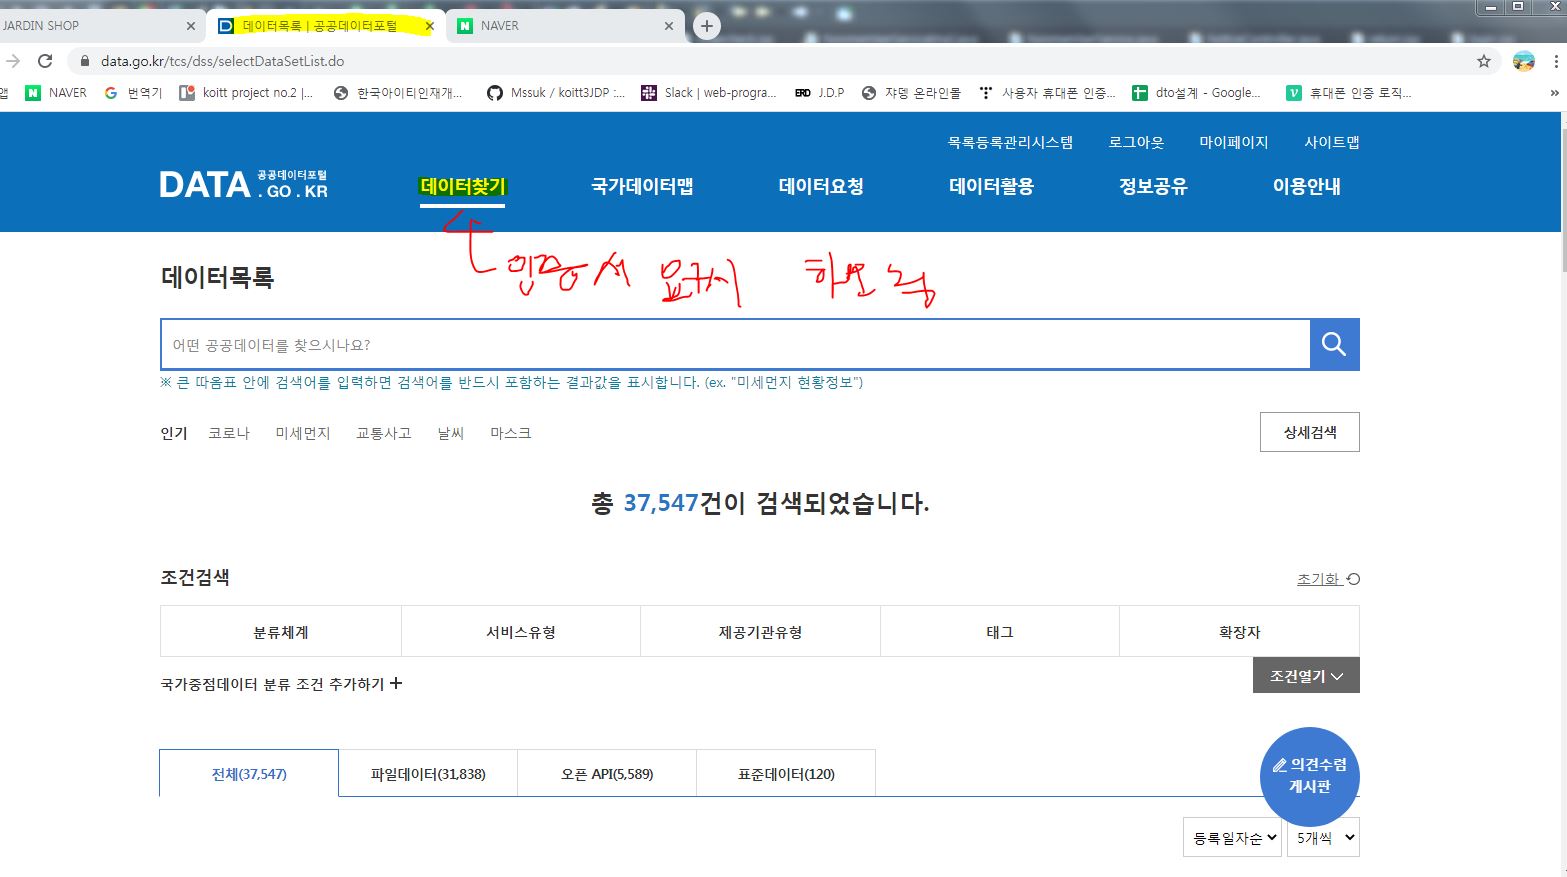 JARDIN SHOP
데이터목록 | 공공데이터포털
NAVER
data.go.kr/tcs/dss/selectDataSetList.do
앱 NAVER 번역기 koitt project no.2 |... 한국아이티인재개... Mssuk / koitt3JDP :... Slack | web-progra... ERD J.D.P 쟈뎅 온라인몰 사용자 휴대폰 인증... dto설계 - Google... 휴대폰 인증 로직... »
목록등록관리시스템 로그아웃 마이페이지 사이트맵
DATA 공공데이터포털 .GO.KR
데이터찾기 국가데이터맵 데이터요청 데이터활용 정보공유 이용안내
인증서 요구시
데이터목록
어떤 공공데이터를 찾으시나요?
※ 큰 따옴표 안에 검색어를 입력하면 검색어를 반드시 포함하는 결과값을 표시합니다. (ex. "미세먼지 현황정보")
인기 코로나 미세먼지 교통사고 날씨 마스크
상세검색
총 37,547건이 검색되었습니다.
조건검색
초기화
분류체계 서비스유형 제공기관유형 태그 확장자
국가중점데이터 분류 조건 추가하기 +
조건열기
전체(37,547) 파일데이터(31,838) 오픈 API(5,589) 표준데이터(120)
의견수렴
게시판
등록일자순 5개씩